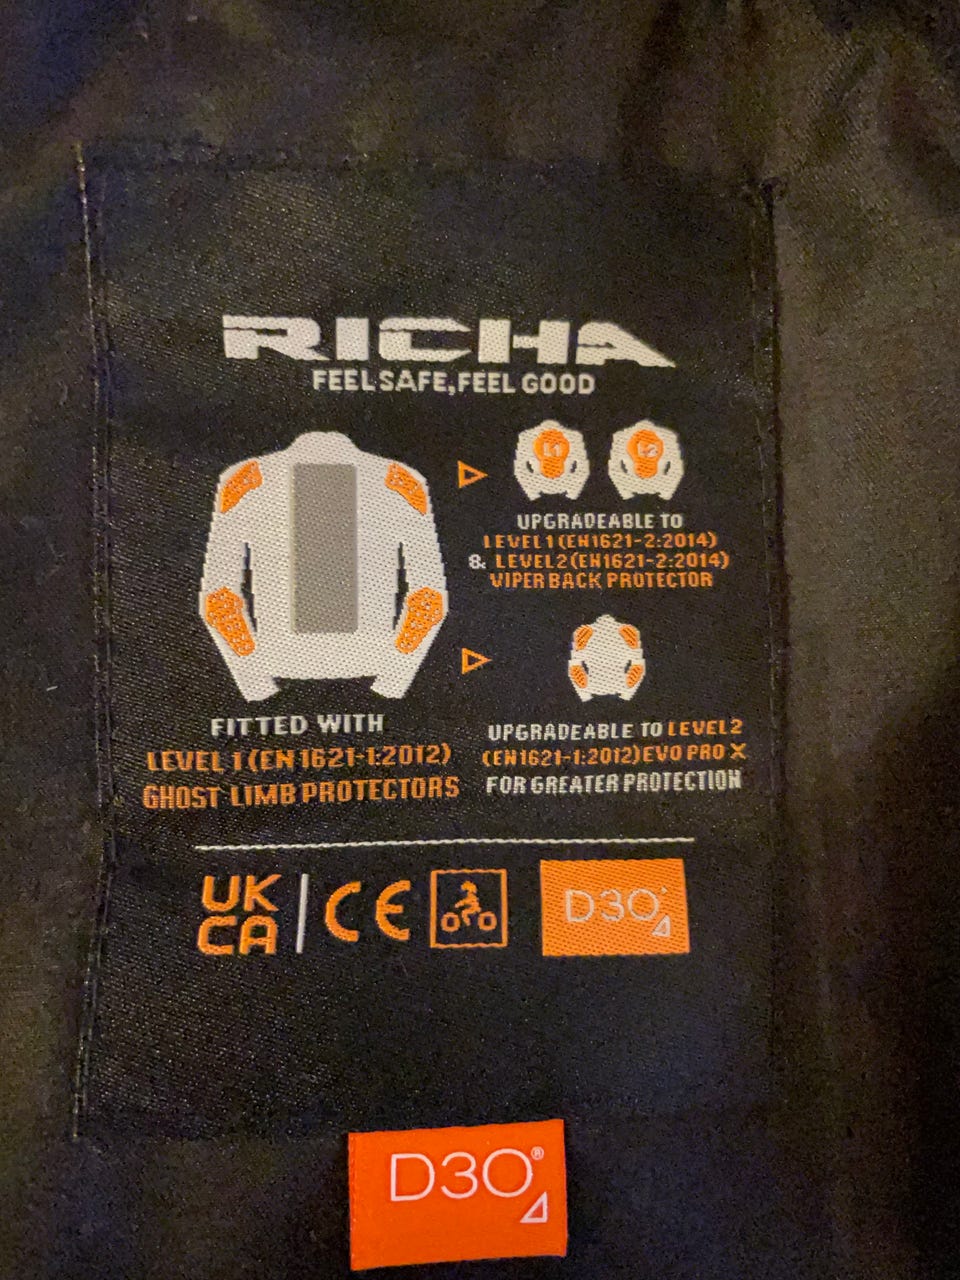 RICHA
FEEL SAFE, FEEL GOOD
L1
L2
UPGRADEABLE TO
LEVEL 1 (EN1621-2:2014)
& LEVEL 2 (EN1621-2:2014)
VIPER BACK PROTECTOR
FITTED WITH
LEVEL 1 (EN 1621-1:2012)
GHOST LIMB PROTECTORS
UPGRADEABLE TO LEVEL 2
(EN1621-1:2012) EVO PRO X
FOR GREATER PROTECTION
UK
CA
CE
D3O
D3O®